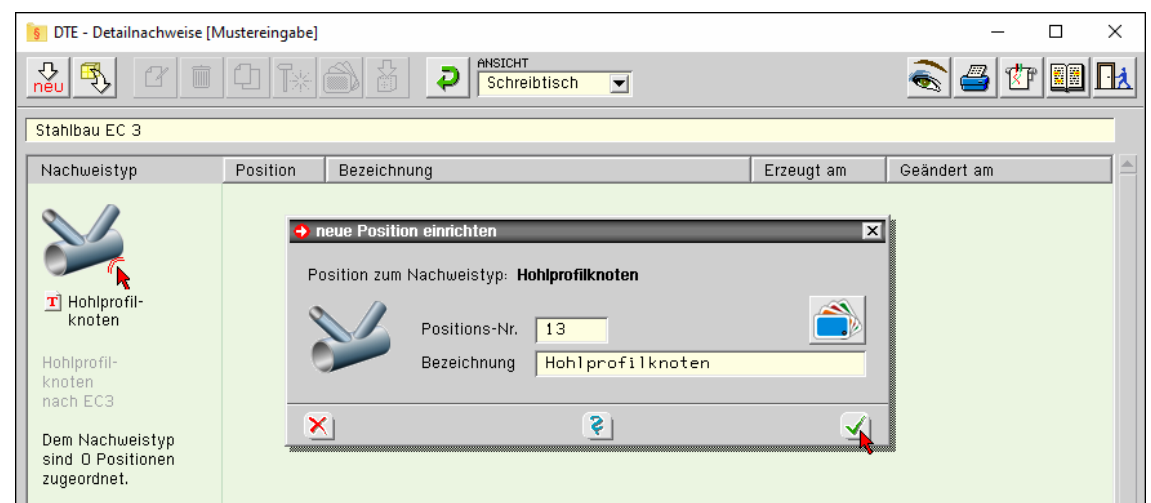 § DTE - Detailnachweise [Mustereingabe]
neu
ANSICHT
Schreibtisch
Stahlbau EC 3
Nachweistyp Position Bezeichnung Erzeugt am Geändert am
T Hohlprofil-
knoten
Hohlprofil-
knoten
nach EC3
Dem Nachweistyp
sind 0 Positionen
zugeordnet.
neue Position einrichten
Position zum Nachweistyp: Hohlprofilknoten
Positions-Nr. 13
Bezeichnung Hohlprofilknoten